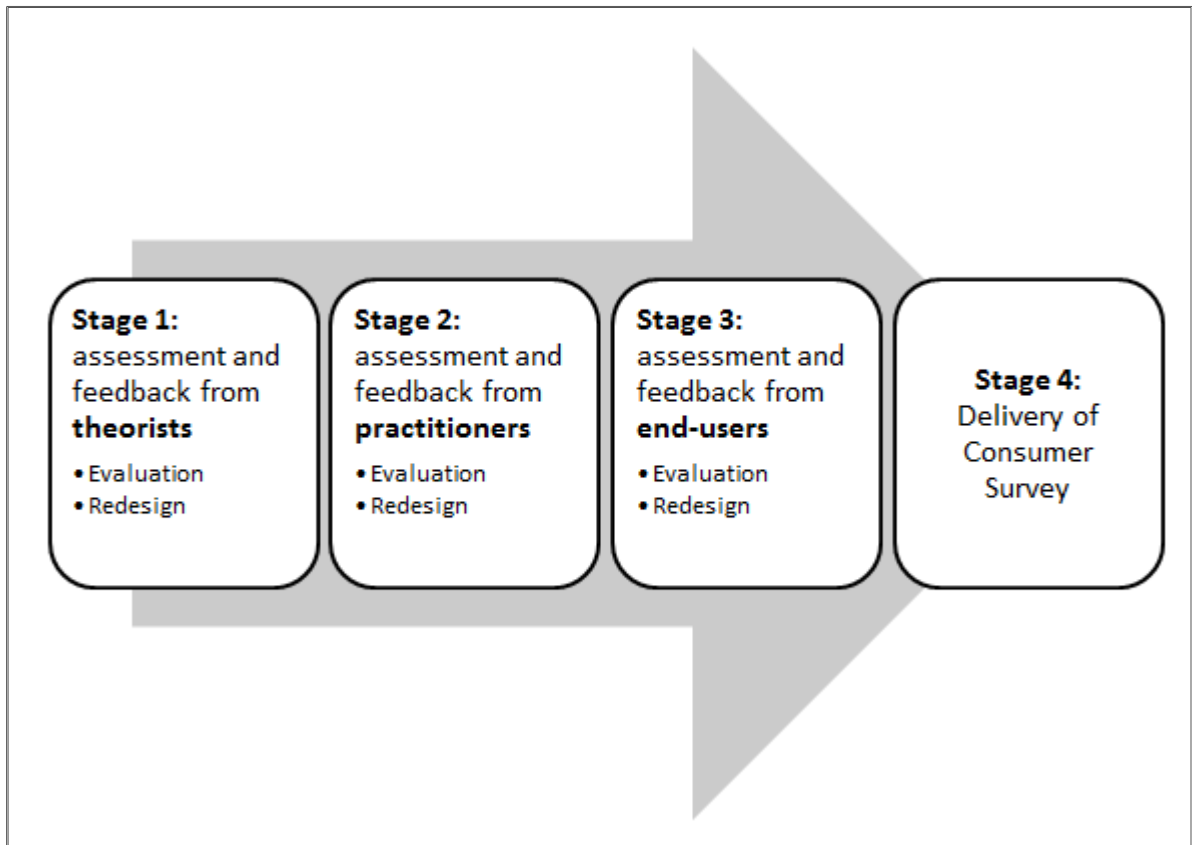 Stage 1:
assessment and
feedback from
theorists
• Evaluation
• Redesign
Stage 2:
assessment and
feedback from
practitioners
• Evaluation
• Redesign
Stage 3:
assessment and
feedback from
end-users
• Evaluation
• Redesign
Stage 4:
Delivery of
Consumer
Survey